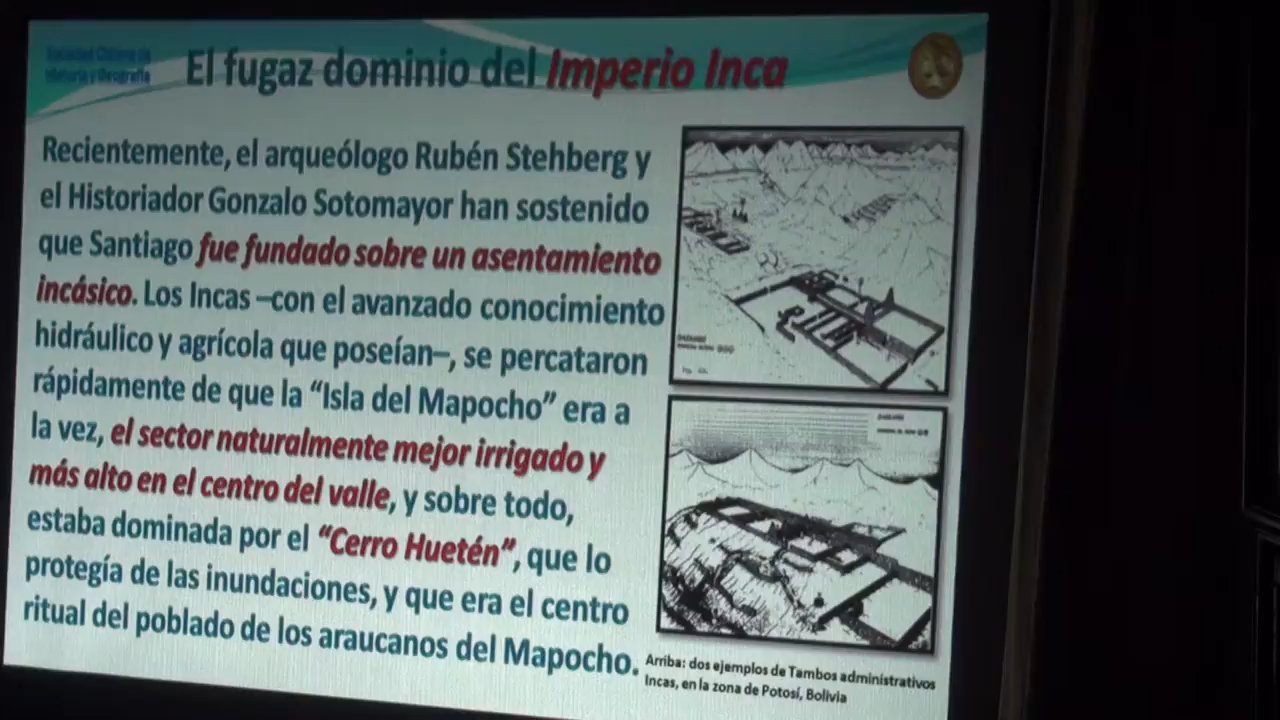 Sociedad Chilena de
Historia y Geografía
El fugaz dominio del Imperio Inca
Recientemente, el arqueólogo Rubén Stehberg y
el Historiador Gonzalo Sotomayor han sostenido
que Santiago fue fundado sobre un asentamiento
incásico. Los Incas –con el avanzado conocimiento
hidráulico y agrícola que poseían–, se percataron
rápidamente de que la “Isla del Mapocho” era a
la vez, el sector naturalmente mejor irrigado y
más alto en el centro del valle, y sobre todo,
estaba dominada por el “Cerro Huetén”, que lo
protegía de las inundaciones, y que era el centro
ritual del poblado de los araucanos del Mapocho.
Arriba: dos ejemplos de Tambos administrativos
Incas, en la zona de Potosí, Bolivia